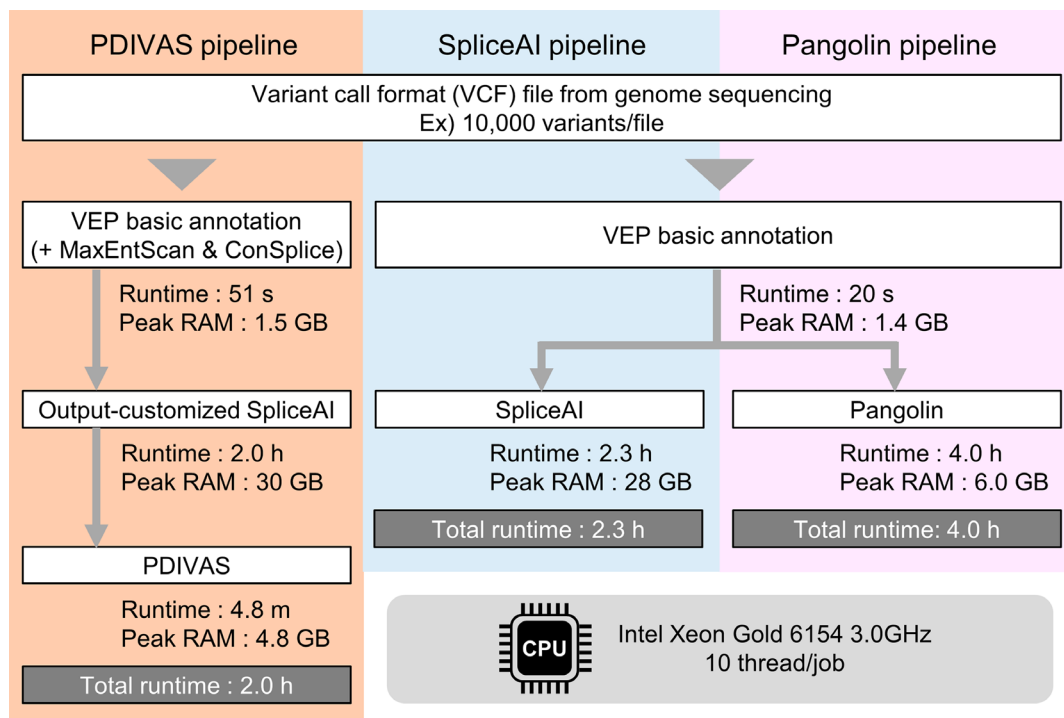 PDIVAS pipeline
SpliceAI pipeline
Pangolin pipeline
Variant call format (VCF) file from genome sequencing
Ex) 10,000 variants/file
VEP basic annotation
(+ MaxEntScan & ConSplice)
Runtime : 51 s
Peak RAM : 1.5 GB
Output-customized SpliceAI
Runtime : 2.0 h
Peak RAM : 30 GB
PDIVAS
Runtime : 4.8 m
Peak RAM : 4.8 GB
Total runtime : 2.0 h
VEP basic annotation
Runtime : 20 s
Peak RAM : 1.4 GB
SpliceAI
Runtime : 2.3 h
Peak RAM : 28 GB
Total runtime : 2.3 h
Pangolin
Runtime : 4.0 h
Peak RAM : 6.0 GB
Total runtime: 4.0 h
CPU
Intel Xeon Gold 6154 3.0GHz
10 thread/job